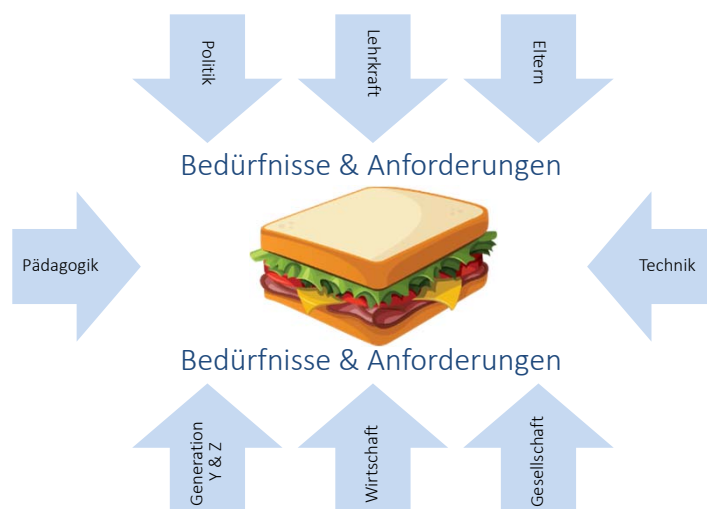 Politik
Lehrkraft
Eltern
Bedürfnisse & Anforderungen
Pädagogik
Technik
Bedürfnisse & Anforderungen
Generation
Y & Z
Wirtschaft
Gesellschaft